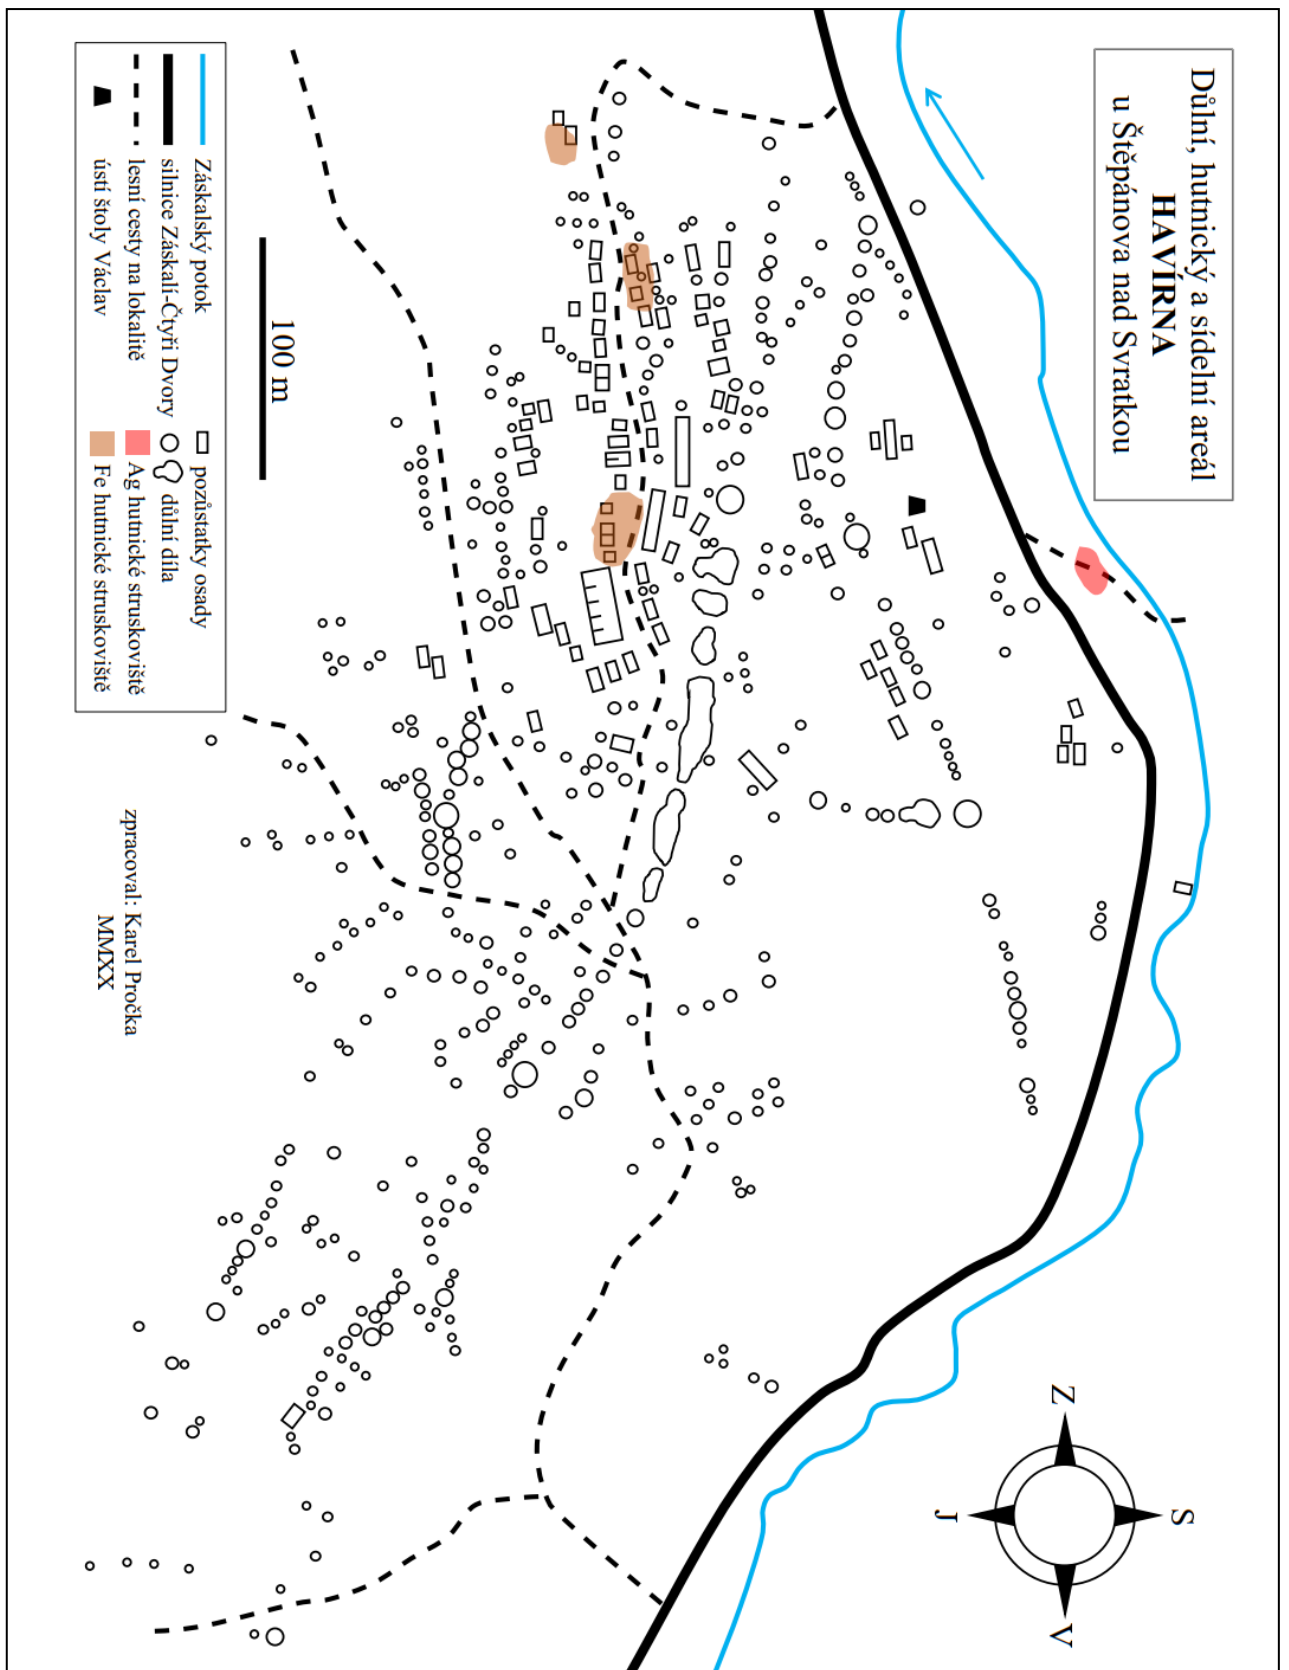 Důlní, hutnický a sídelní areál
HAVÍRNA
u Štěpánova nad Svratkou
Záskalský potok
silnice Záskalí-Čtyři Dvory
lesní cesty na lokalitě
ústí štoly Václav
pozůstatky osady
důlní díla
Ag hutnické struskoviště
Fe hutnické struskoviště
100 m
zpracoval: Karel Pročka
MMXX
S
Z
V
J